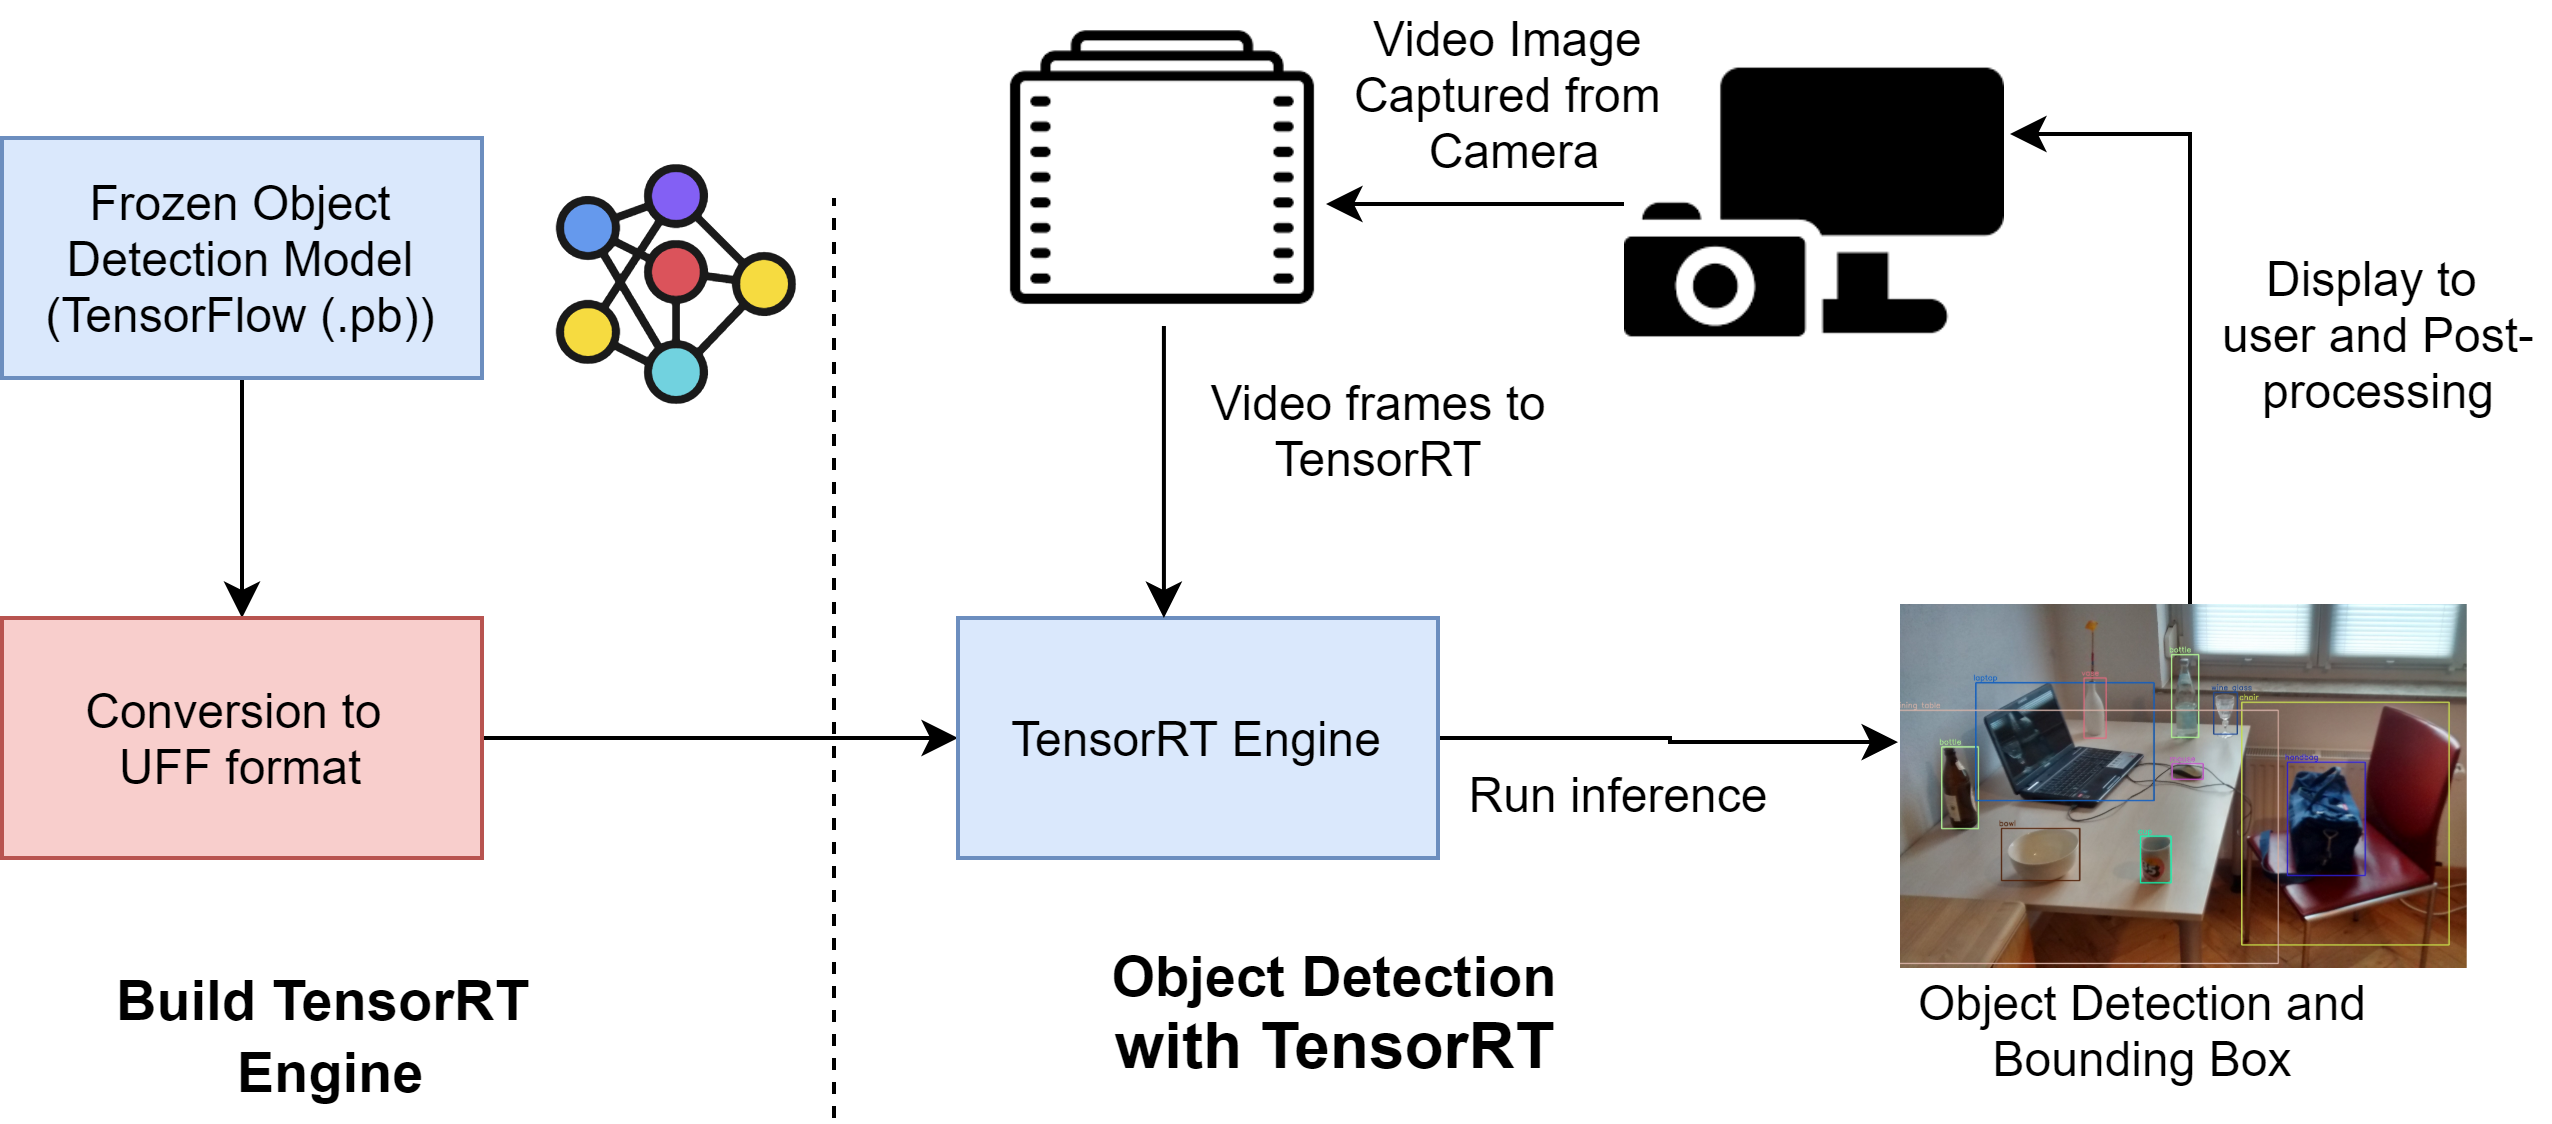 Frozen Object
Detection Model
(TensorFlow (.pb))
Conversion to
UFF format
Build TensorRT
Engine
Video Image
Captured from
Camera
Video frames to
TensorRT
TensorRT Engine
Run inference
Object Detection
with TensorRT
Display to
user and Post-
processing
bottle
laptop
wine glass
chair
ning table
bottle
handbag
bowl
Object Detection and
Bounding Box